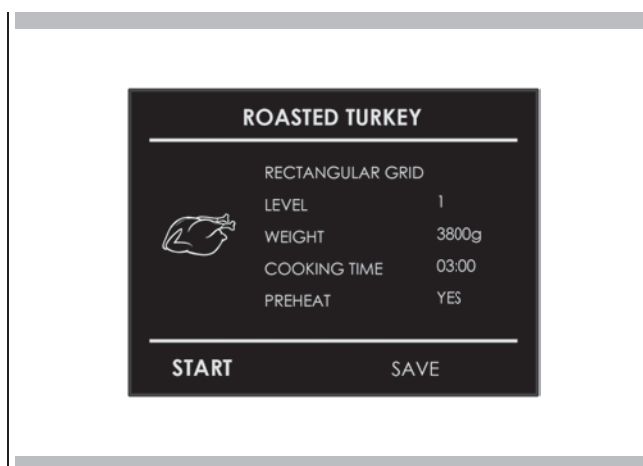 ROASTED TURKEY
RECTANGULAR GRID
LEVEL 1
WEIGHT 3800g
COOKING TIME 03:00
PREHEAT YES
START SAVE